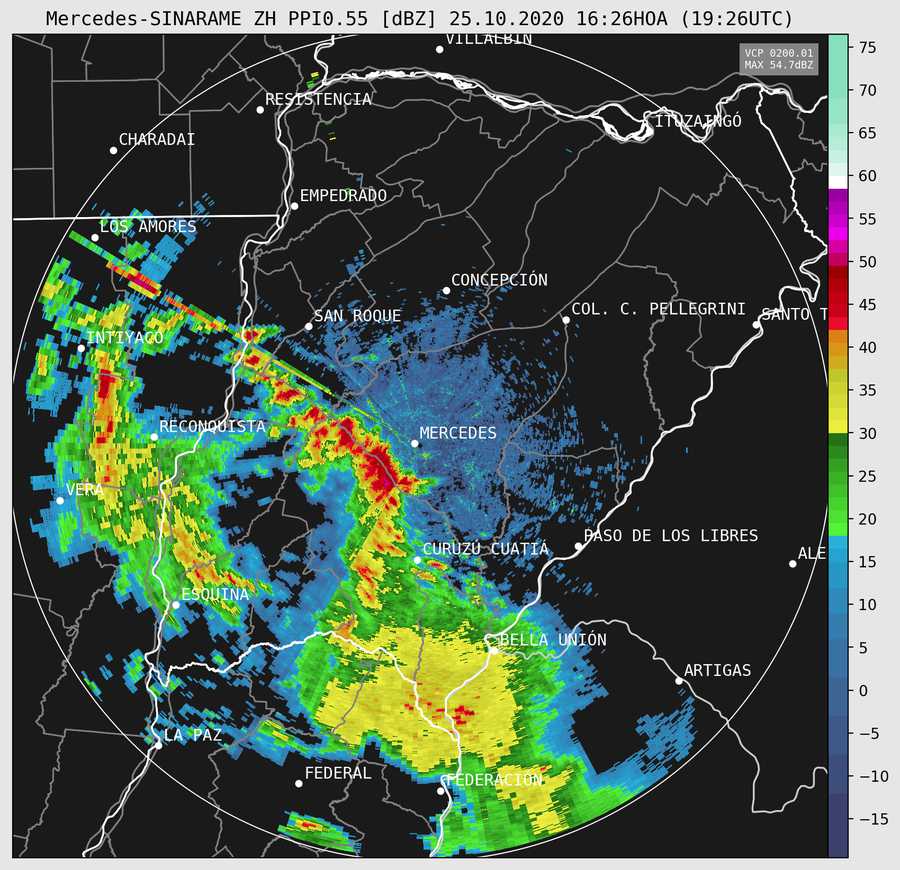 Mercedes-SINARAME ZH PPI0.55 [dBZ] 25.10.2020 16:26HOA (19:26UTC)
VILLALBIN
VCP 0200.01
MAX 54.7dBZ
RESISTENCIA
ITUZAINGÓ
CHARADAI
EMPEDRADO
LOS AMORES
CONCEPCIÓN
COL. C. PELLEGRINI
SANTO T
SAN ROQUE
INTIYACO
RECONQUISTA
MERCEDES
VERA
PASO DE LOS LIBRES
CURUZÚ CUATIÁ
ALE
ESQUINA
BELLA UNIÓN
ARTIGAS
LA PAZ
FEDERAL
FEDERACIÓN
75
70
65
60
55
50
45
40
35
30
25
20
15
10
5
0
−5
−10
−15